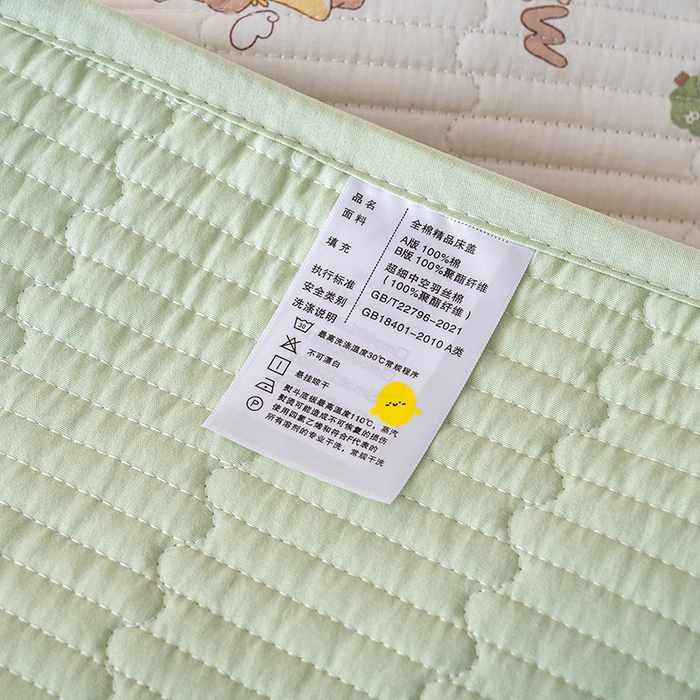 品名 全棉精品床盖
面料 A版 100%棉
B版 100%聚酯纤维
填充 超细中空羽丝棉
(100%聚酯纤维)
执行标准 GB/T22796-2021
安全类别 GB18401-2010 A类
洗涤说明
30 最高洗涤温度30℃常规程序
不可漂白
悬挂晾干
熨斗底板最高温度110℃，蒸汽
熨烫可能造成不可恢复的损伤
P 使用四氯乙烯和符合F代表的
所有溶剂的专业干洗，常规干洗